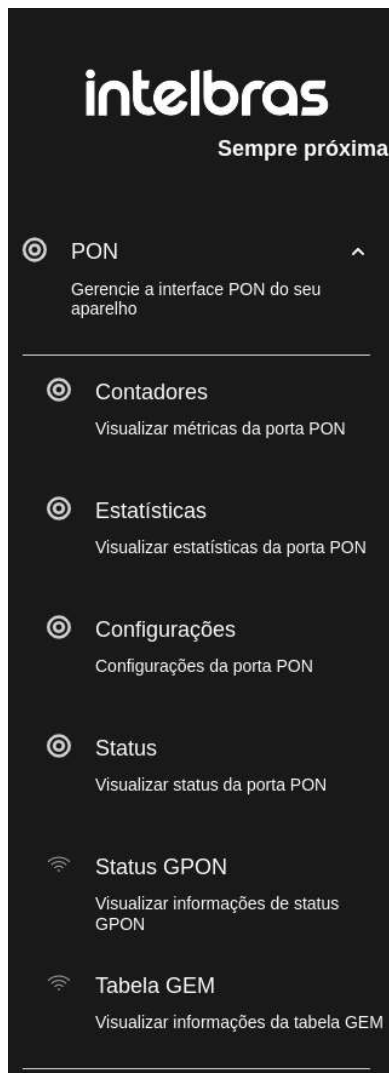 intelbras
Sempre próxima
PON
Gerencie a interface PON do seu
aparelho
Contadores
Visualizar métricas da porta PON
Estatísticas
Visualizar estatísticas da porta PON
Configurações
Configurações da porta PON
Status
Visualizar status da porta PON
Status GPON
Visualizar informações de status
GPON
Tabela GEM
Visualizar informações da tabela GEM